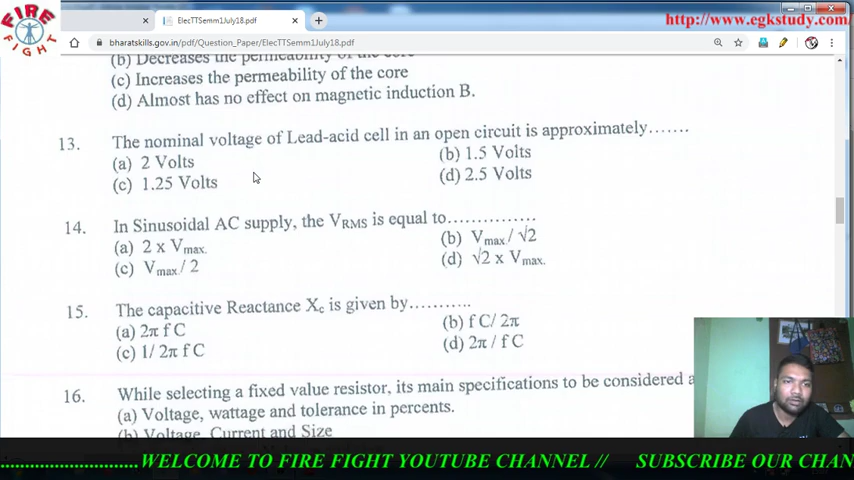 FIRE
FIGHT
ElecTTSemm1July18.pdf
http://www.egkstudy.com
bharatskills.gov.in/pdf/Question_Paper/ElecTTSemm1July18.pdf
(b) Decreases the permeability of the core
(c) Increases the permeability of the core
(d) Almost has no effect on magnetic induction B.
13. The nominal voltage of Lead-acid cell in an open circuit is approximately…….
(a) 2 Volts (b) 1.5 Volts
(c) 1.25 Volts (d) 2.5 Volts
14. In Sinusoidal AC supply, the VRMS is equal to……………
(a) 2 x Vmax. (b) Vmax / √2
(c) Vmax / 2 (d) √2 x Vmax.
15. The capacitive Reactance Xc is given by………..
(a) 2π f C (b) f C/ 2π
(c) 1/ 2π f C (d) 2π / f C
16. While selecting a fixed value resistor, its main specifications to be considered a
(a) Voltage, wattage and tolerance in percents.
(b) Voltage, Current and Size
..............................WELCOME TO FIRE FIGHT YOUTUBE CHANNEL // SUBSCRIBE OUR CHAN